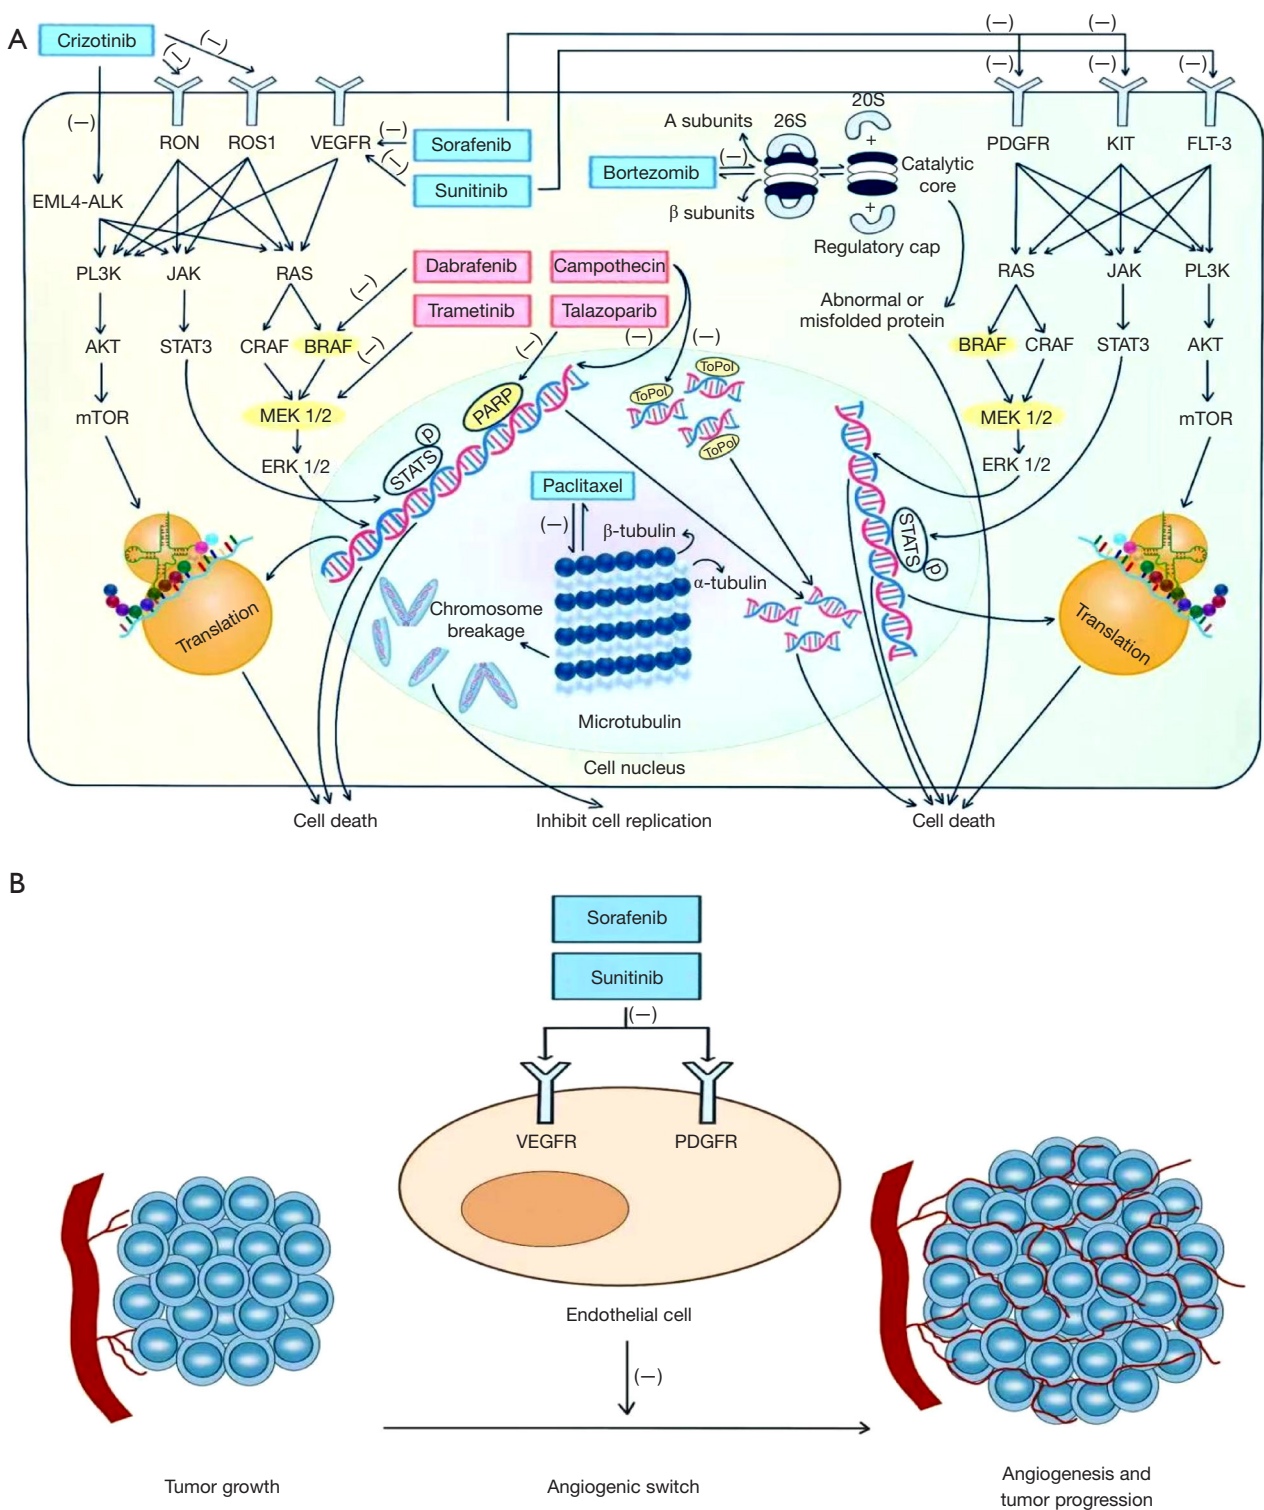 A
Crizotinib
(—)
(—)
(—)
(—)
(—)
(—)
(—)
(—)
RON
ROS1
VEGFR
(—)
(—)
Sorafenib
Sunitinib
A subunits
26S
20S
+
Bortezomib
(—)
β subunits
Catalytic
core
+
Regulatory cap
(—)
PDGFR
KIT
FLT-3
EML4-ALK
PL3K
JAK
RAS
Dabrafenib
Campothecin
Trametinib
Talazoparib
(—)
(—)
(—)
(—)
(—)
Abnormal or
misfolded protein
RAS
JAK
PL3K
AKT
STAT3
CRAF
BRAF
BRAF
CRAF
STAT3
AKT
mTOR
MEK 1/2
PARP
ToPol
ToPol
ToPol
MEK 1/2
mTOR
ERK 1/2
STATS
p
ERK 1/2
Paclitaxel
(—)
β-tubulin
α-tubulin
STATS
p
Translation
Chromosome
breakage
Translation
Microtubulin
Cell nucleus
Cell death
Inhibit cell replication
Cell death
B
Sorafenib
Sunitinib
(—)
VEGFR
PDGFR
Endothelial cell
(—)
Tumor growth
Angiogenic switch
Angiogenesis and
tumor progression